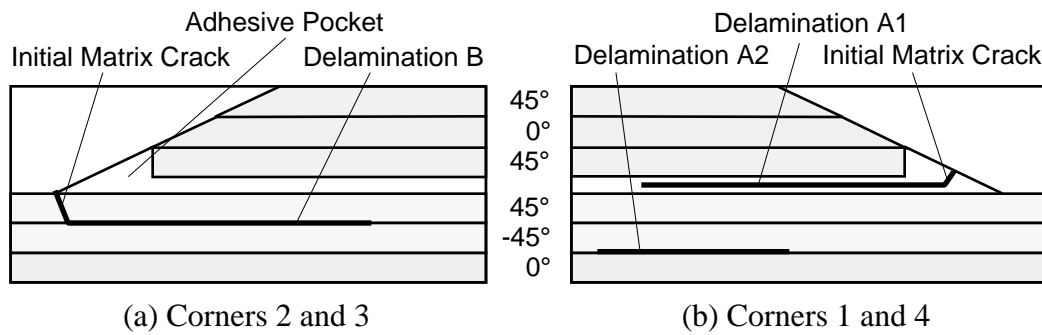 Adhesive Pocket
Initial Matrix Crack
Delamination B
Delamination A1
Delamination A2
Initial Matrix Crack
45°
0°
45°
45°
-45°
0°
(a) Corners 2 and 3
(b) Corners 1 and 4